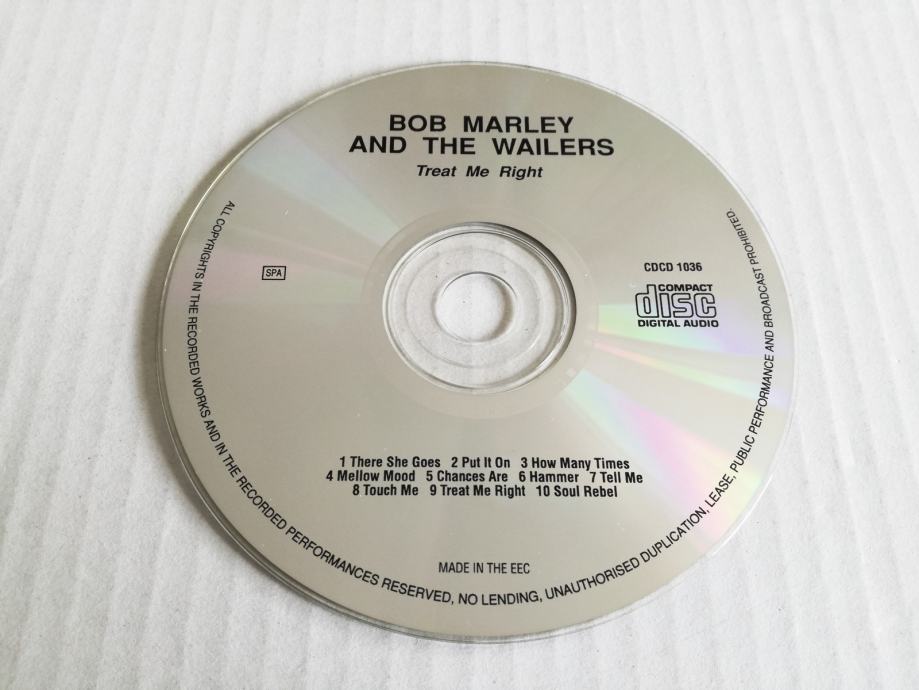 BOB MARLEY
AND THE WAILERS
Treat Me Right
SPA
CDCD 1036
COMPACT
disc
DIGITAL AUDIO
1 There She Goes 2 Put It On 3 How Many Times
4 Mellow Mood 5 Chances Are 6 Hammer 7 Tell Me
8 Touch Me 9 Treat Me Right 10 Soul Rebel
MADE IN THE EEC
ALL COPYRIGHTS IN THE RECORDED WORKS AND IN THE RECORDED PERFORMANCES RESERVED, NO LENDING, UNAUTHORISED DUPLICATION, LEASE, PUBLIC PERFORMANCE AND BROADCAST PROHIBITED.